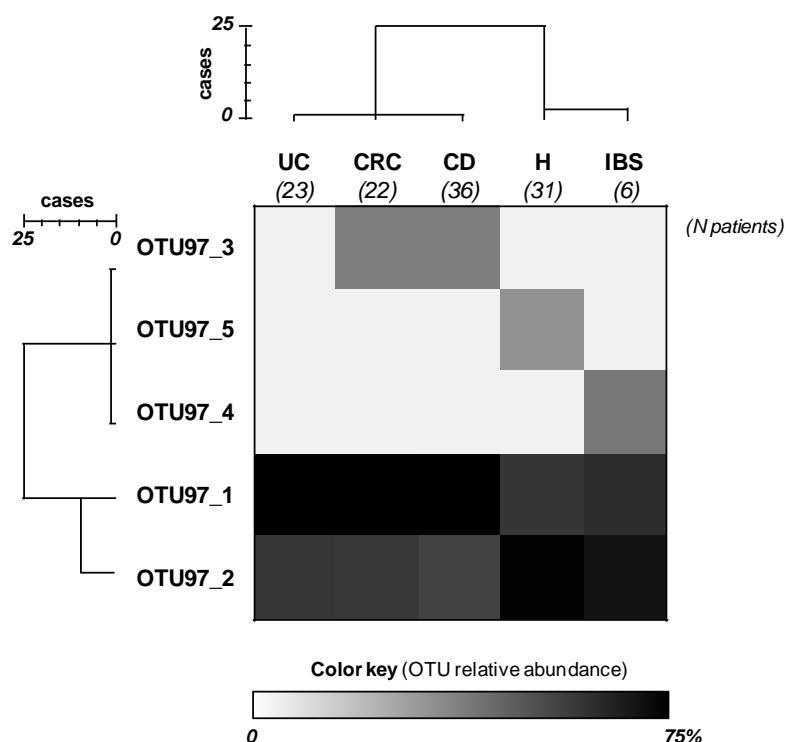 25
cases
0
UC CRC CD H IBS
(23) (22) (36) (31) (6)
cases
25 0
(N patients)
OTU97_3
OTU97_5
OTU97_4
OTU97_1
OTU97_2
Color key (OTU relative abundance)
0 75%